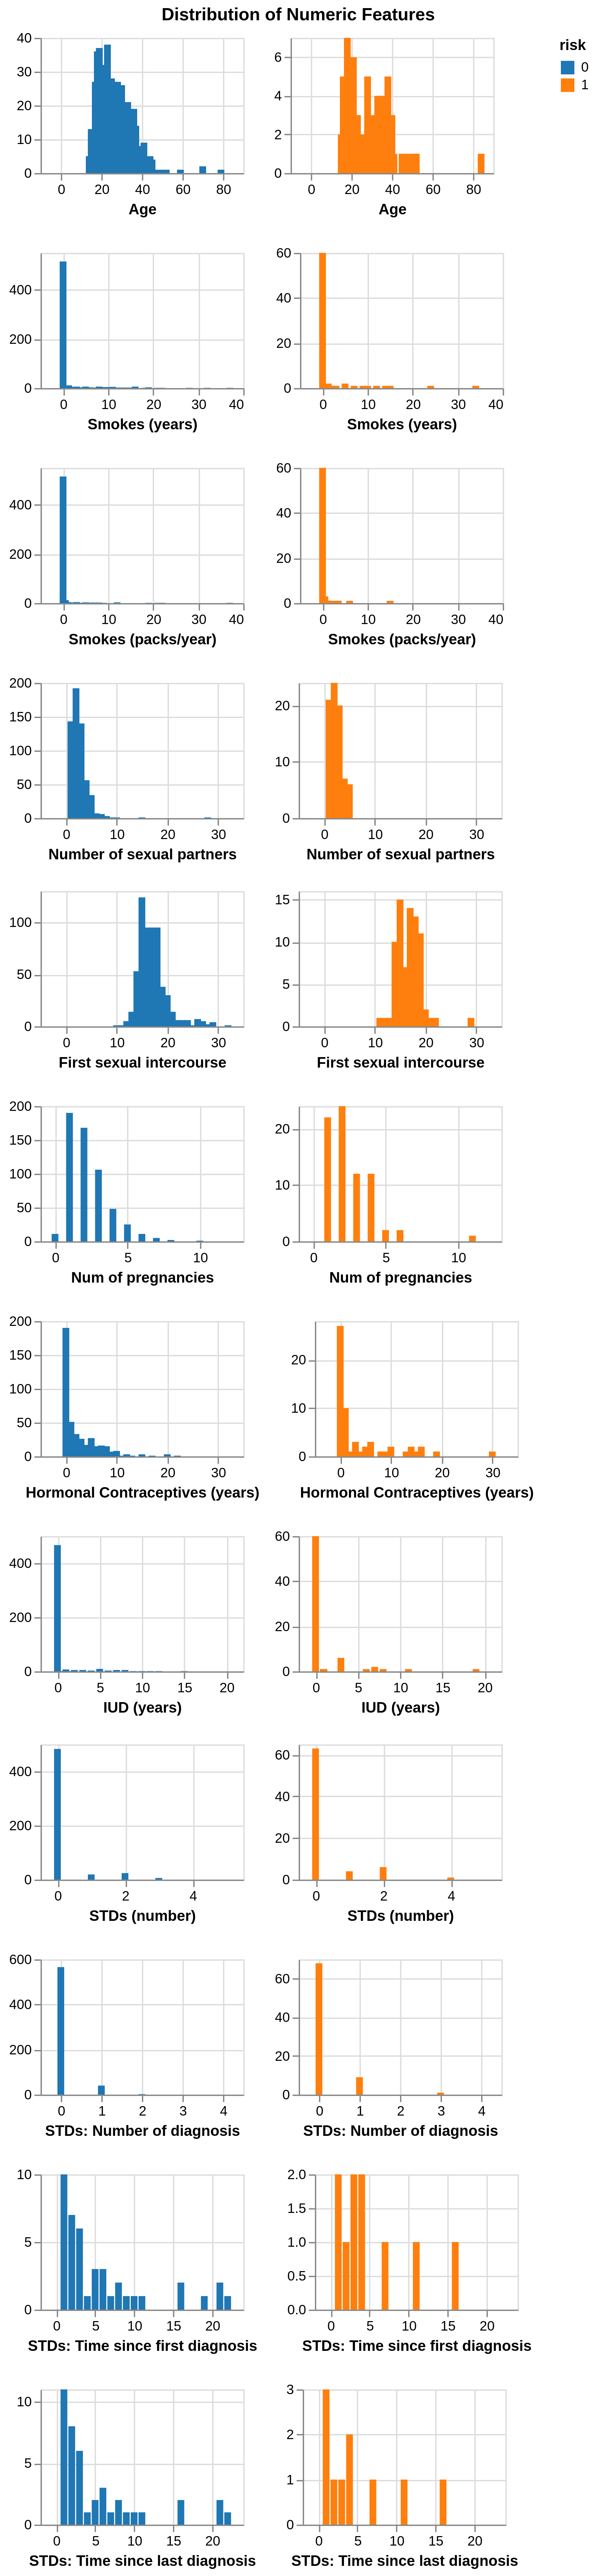 Distribution of Numeric Features
risk
0
1
40
30
20
10
0
0 20 40 60 80
Age
6
4
2
0
0 20 40 60 80
Age
400
200
0
0 10 20 30 40
Smokes (years)
60
40
20
0
0 10 20 30 40
Smokes (years)
400
200
0
0 10 20 30 40
Smokes (packs/year)
60
40
20
0
0 10 20 30 40
Smokes (packs/year)
200
150
100
50
0
0 10 20 30
Number of sexual partners
20
10
0
0 10 20 30
Number of sexual partners
100
50
0
0 10 20 30
First sexual intercourse
15
10
5
0
0 10 20 30
First sexual intercourse
200
150
100
50
0
0 5 10
Num of pregnancies
20
10
0
0 5 10
Num of pregnancies
200
150
100
50
0
0 10 20 30
Hormonal Contraceptives (years)
20
10
0
0 10 20 30
Hormonal Contraceptives (years)
400
200
0
0 5 10 15 20
IUD (years)
60
40
20
0
0 5 10 15 20
IUD (years)
400
200
0
0 2 4
STDs (number)
60
40
20
0
0 2 4
STDs (number)
600
400
200
0
0 1 2 3 4
STDs: Number of diagnosis
60
40
20
0
0 1 2 3 4
STDs: Number of diagnosis
10
5
0
0 5 10 15 20
STDs: Time since first diagnosis
2.0
1.5
1.0
0.5
0.0
0 5 10 15 20
STDs: Time since first diagnosis
10
5
0
0 5 10 15 20
STDs: Time since last diagnosis
3
2
1
0
0 5 10 15 20
STDs: Time since last diagnosis